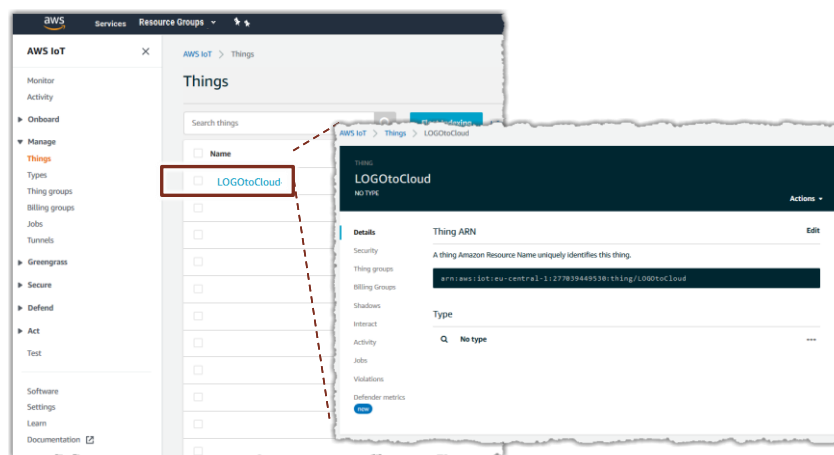 aws
Services
Resource Groups
AWS IoT
Monitor
Activity
Onboard
Manage
Things
Types
Thing groups
Billing groups
Jobs
Tunnels
Greengrass
Secure
Defend
Act
Test
Software
Settings
Learn
Documentation
AWS IoT > Things
Things
Search things
Name
LOGOtoCloud
AWS IoT > Things > LOGOtoCloud
THING
LOGOtoCloud
NO TYPE
Actions
Details
Security
Thing groups
Billing Groups
Shadows
Interact
Activity
Jobs
Violations
Defender metrics
new
Thing ARN
Edit
A thing Amazon Resource Name uniquely identifies this thing.
arn:aws:iot:eu-central-1:277039449530:thing/LOGOtoCloud
Type
No type